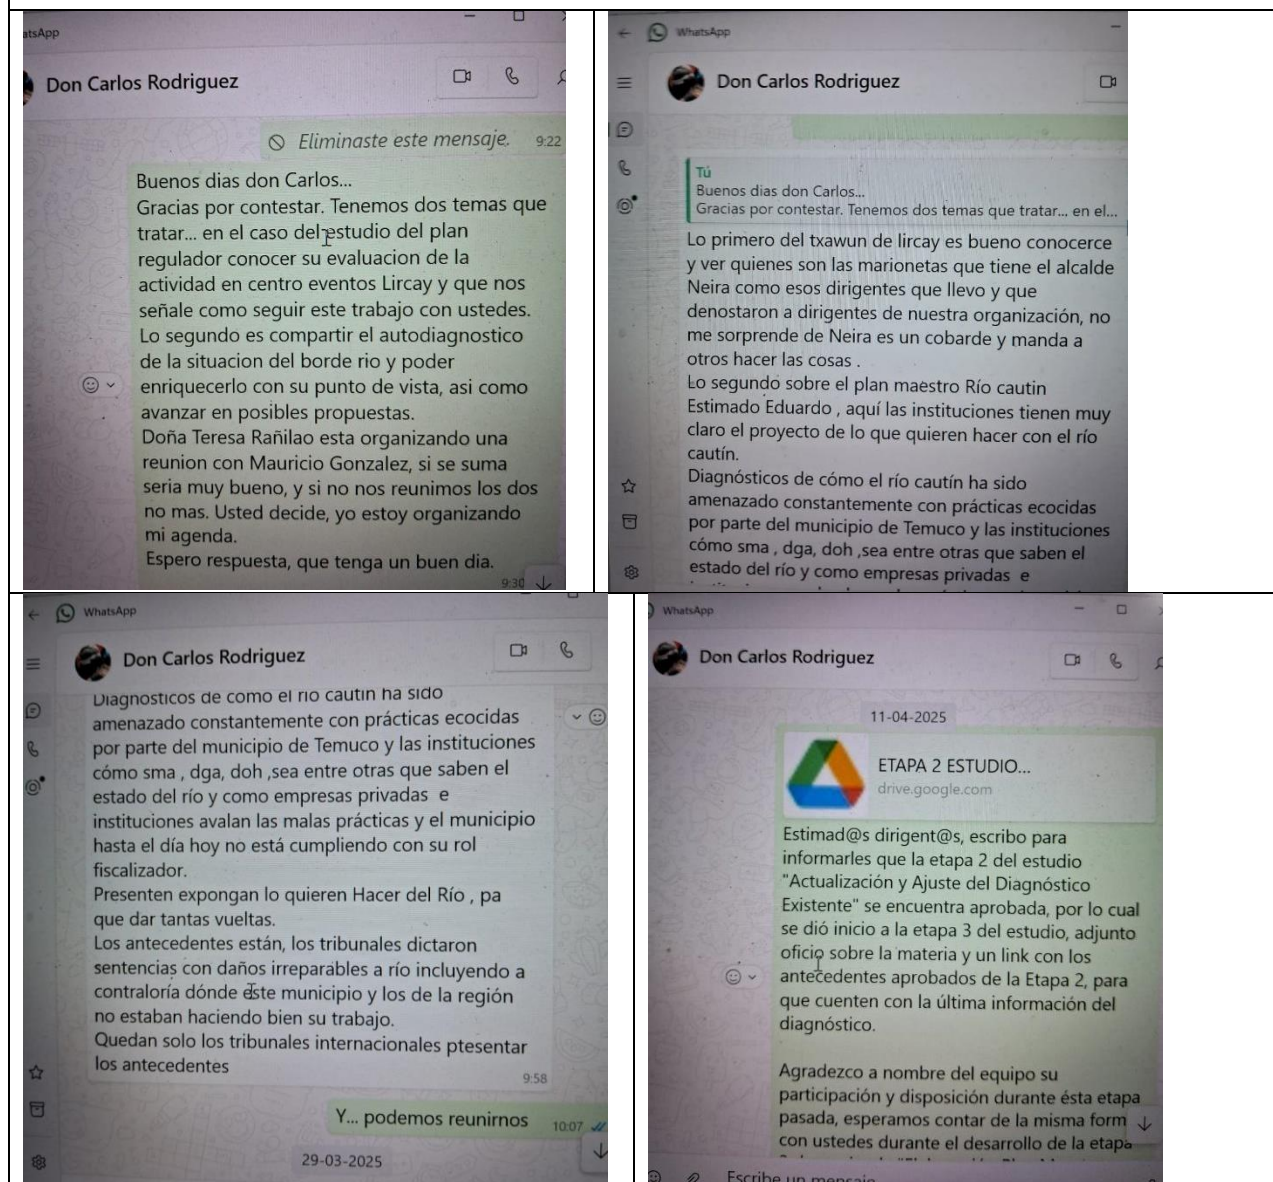 atsApp
Don Carlos Rodriguez
Eliminaste este mensaje. 9:22
Buenos dias don Carlos...
Gracias por contestar. Tenemos dos temas que
tratar... en el caso del estudio del plan
regulador conocer su evaluacion de la
actividad en centro eventos Lircay y que nos
señale como seguir este trabajo con ustedes.
Lo segundo es compartir el autodiagnostico
de la situacion del borde rio y poder
enriquecerlo con su punto de vista, asi como
avanzar en posibles propuestas.
Doña Teresa Rañilao esta organizando una
reunion con Mauricio Gonzalez, si se suma
seria muy bueno, y si no nos reunimos los dos
no mas. Usted decide, yo estoy organizando
mi agenda.
Espero respuesta, que tenga un buen dia.
9:30
WhatsApp
Don Carlos Rodriguez
Tú
Buenos dias don Carlos...
Gracias por contestar. Tenemos dos temas que tratar... en el...
Lo primero del txawun de lircay es bueno conocerce
y ver quienes son las marionetas que tiene el alcalde
Neira como esos dirigentes que llevo y que
denostaron a dirigentes de nuestra organización, no
me sorprende de Neira es un cobarde y manda a
otros hacer las cosas .
Lo segundo sobre el plan maestro Río cautin
Estimado Eduardo , aquí las instituciones tienen muy
claro el proyecto de lo que quieren hacer con el río
cautín.
Diagnósticos de cómo el río cautín ha sido
amenazado constantemente con prácticas ecocidas
por parte del municipio de Temuco y las instituciones
cómo sma , dga, doh ,sea entre otras que saben el
estado del río y como empresas privadas e
WhatsApp
Don Carlos Rodriguez
Diagnosticos de como el rio cautin ha sido
amenazado constantemente con prácticas ecocidas
por parte del municipio de Temuco y las instituciones
cómo sma , dga, doh ,sea entre otras que saben el
estado del río y como empresas privadas e
instituciones avalan las malas prácticas y el municipio
hasta el día hoy no está cumpliendo con su rol
fiscalizador.
Presenten expongan lo quieren Hacer del Río , pa
que dar tantas vueltas.
Los antecedentes están, los tribunales dictaron
sentencias con daños irreparables a río incluyendo a
contraloría dónde este municipio y los de la región
no estaban haciendo bien su trabajo.
Quedan solo los tribunales internacionales ptesentar
los antecedentes
9:58
Y... podemos reunirnos 10:07
29-03-2025
WhatsApp
Don Carlos Rodriguez
11-04-2025
ETAPA 2 ESTUDIO...
drive.google.com
Estimad@s dirigent@s, escribo para
informarles que la etapa 2 del estudio
"Actualización y Ajuste del Diagnóstico
Existente" se encuentra aprobada, por lo cual
se dió inicio a la etapa 3 del estudio, adjunto
oficio sobre la materia y un link con los
antecedentes aprobados de la Etapa 2, para
que cuenten con la última información del
diagnóstico.
Agradezco a nombre del equipo su
participación y disposición durante ésta etapa
pasada, esperamos contar de la misma form
con ustedes durante el desarrollo de la etapa
Escribe un mensaje